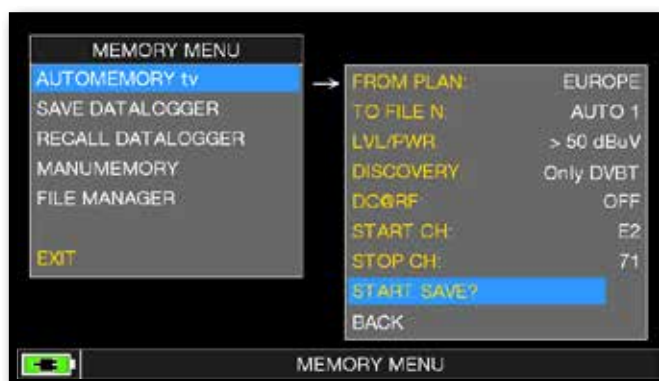 MEMORY MENU
AUTOMEMORY tv
SAVE DATALOGGER
RECALL DATALOGGER
MANUMEMORY
FILE MANAGER
EXIT
→
FROM PLAN: EUROPE
TO FILE N: AUTO 1
LVL/PWR > 50 dBuV
DISCOVERY Only DVBT
DC@RF OFF
START CH: E2
STOP CH: 71
START SAVE?
BACK
MEMORY MENU